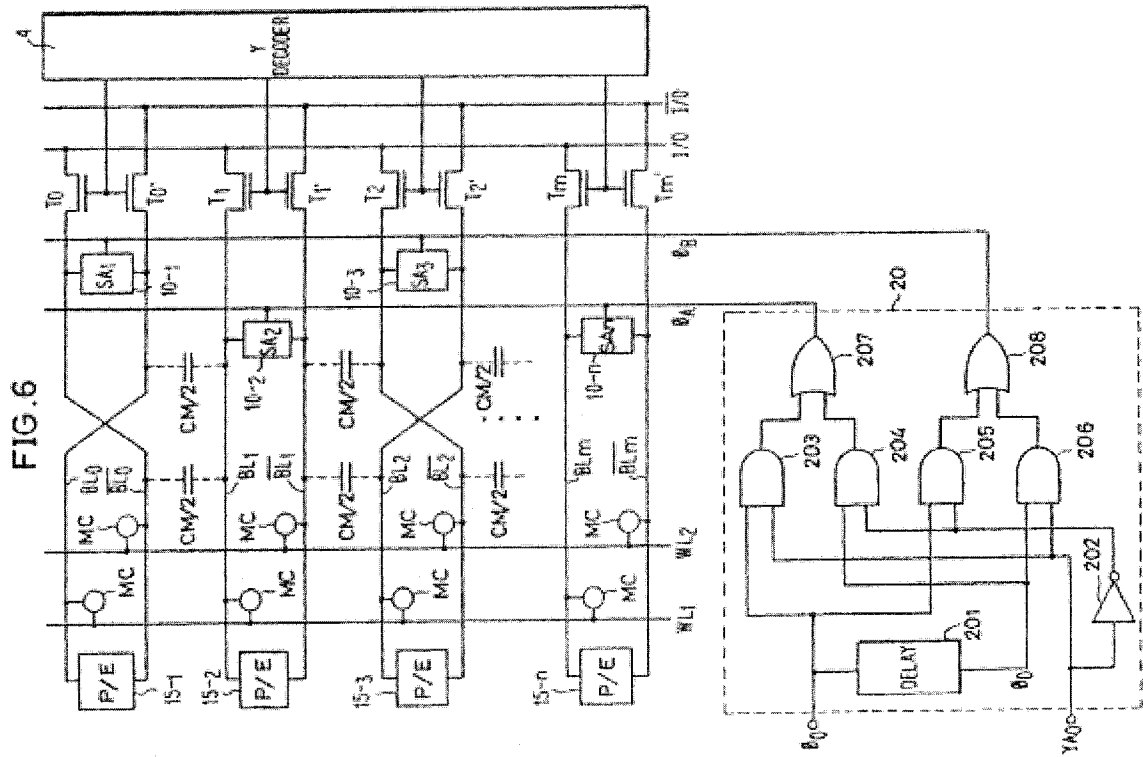 FIG.6
4
Y DECODER
T0
T0'
T1
T1'
T2
T2'
Tm
Tm'
I/O
I/O
SA1
10-1
SA2
10-2
SA3
10-3
SAn
10-n
ØA
ØB
CM/2
CM/2
CM/2
CM/2
CM/2
CM/2
BL0
BL0
BL1
BL1
BL2
BL2
BLm
BLm
MC
MC
MC
MC
MC
MC
MC
MC
WL1
WL2
P/E
15-1
P/E
15-2
P/E
15-3
P/E
15-n
20
207
208
203
204
205
206
202
DELAY
201
Ø0
ØD
YA0